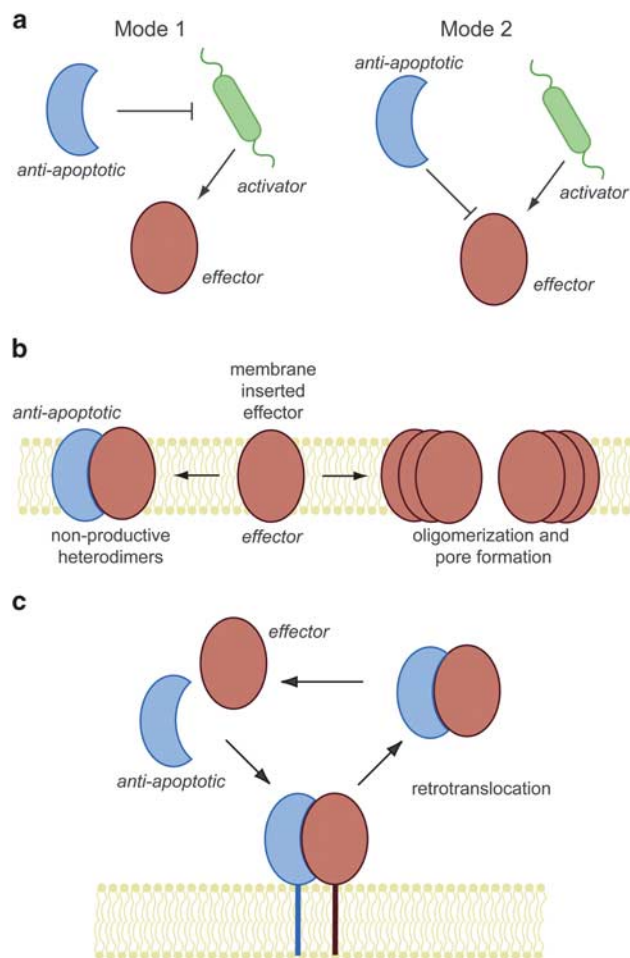 a
Mode 1
Mode 2
anti-apoptotic
anti-apoptotic
activator
activator
effector
effector
b
membrane
inserted
effector
anti-apoptotic
non-productive
heterodimers
effector
oligomerization and
pore formation
c
effector
anti-apoptotic
retrotranslocation